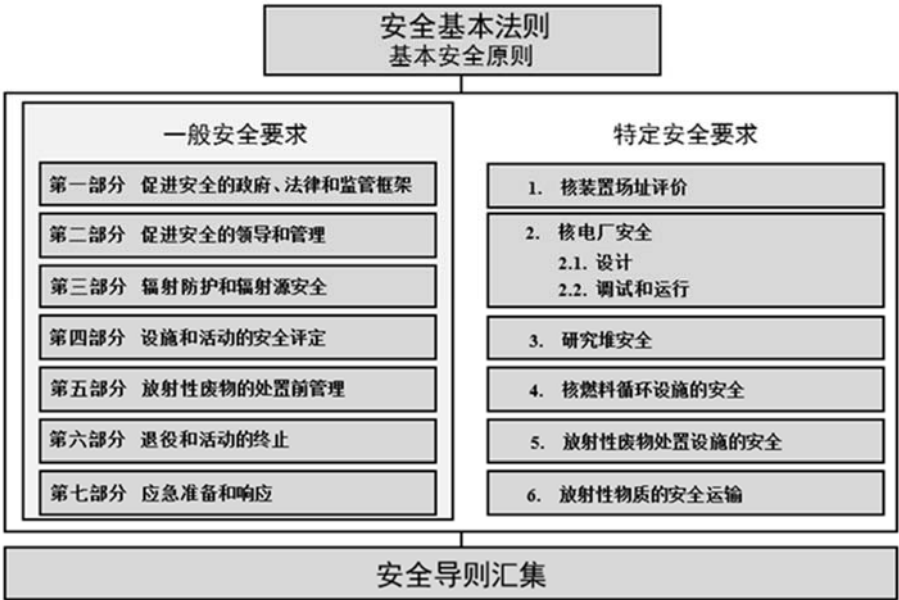 安全基本法则
基本安全原则
一般安全要求
第一部分 促进安全的政府、法律和监管框架
第二部分 促进安全的领导和管理
第三部分 辐射防护和辐射源安全
第四部分 设施和活动的安全评定
第五部分 放射性废物的处置前管理
第六部分 退役和活动的终止
第七部分 应急准备和响应
特定安全要求
1. 核装置场址评价
2. 核电厂安全
2.1. 设计
2.2. 调试和运行
3. 研究堆安全
4. 核燃料循环设施的安全
5. 放射性废物处置设施的安全
6. 放射性物质的安全运输
安全导则汇集